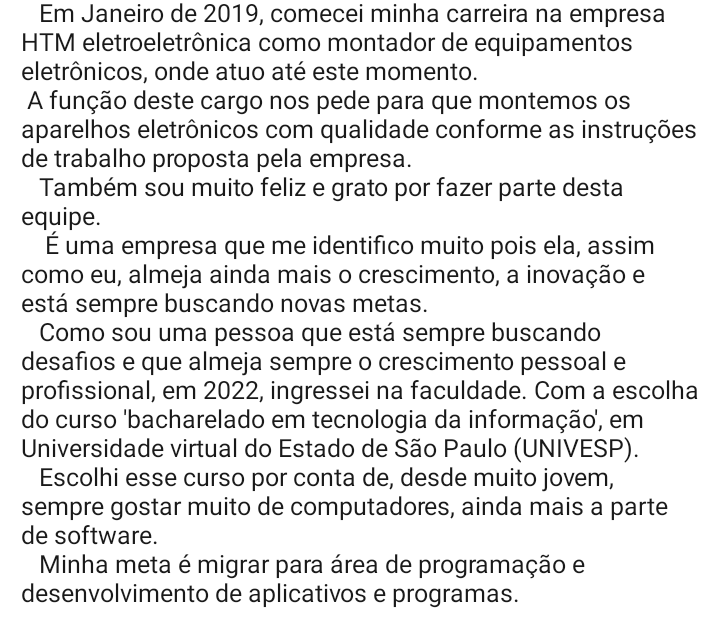 Em Janeiro de 2019, comecei minha carreira na empresa
HTM eletroeletrônica como montador de equipamentos
eletrônicos, onde atuo até este momento.
A função deste cargo nos pede para que montemos os
aparelhos eletrônicos com qualidade conforme as instruções
de trabalho proposta pela empresa.
Também sou muito feliz e grato por fazer parte desta
equipe.
É uma empresa que me identifico muito pois ela, assim
como eu, almeja ainda mais o crescimento, a inovação e
está sempre buscando novas metas.
Como sou uma pessoa que está sempre buscando
desafios e que almeja sempre o crescimento pessoal e
profissional, em 2022, ingressei na faculdade. Com a escolha
do curso 'bacharelado em tecnologia da informação', em
Universidade virtual do Estado de São Paulo (UNIVESP).
Escolhi esse curso por conta de, desde muito jovem,
sempre gostar muito de computadores, ainda mais a parte
de software.
Minha meta é migrar para área de programação e
desenvolvimento de aplicativos e programas.